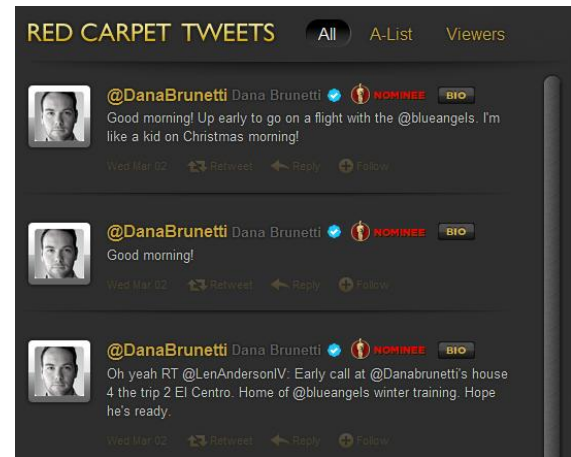 RED CARPET TWEETS All A-List Viewers
@DanaBrunetti Dana Brunetti NOMINEE BIO
Good morning! Up early to go on a flight with the @blueangels. I'm
like a kid on Christmas morning!
Wed Mar 02 Retweet Reply Follow
@DanaBrunetti Dana Brunetti NOMINEE BIO
Good morning!
Wed Mar 02 Retweet Reply Follow
@DanaBrunetti Dana Brunetti NOMINEE BIO
Oh yeah RT @LenAndersonIV: Early call at @Danabrunetti's house
4 the trip 2 El Centro. Home of @blueangels winter training. Hope
he's ready.
Wed Mar 02 Retweet Reply Follow